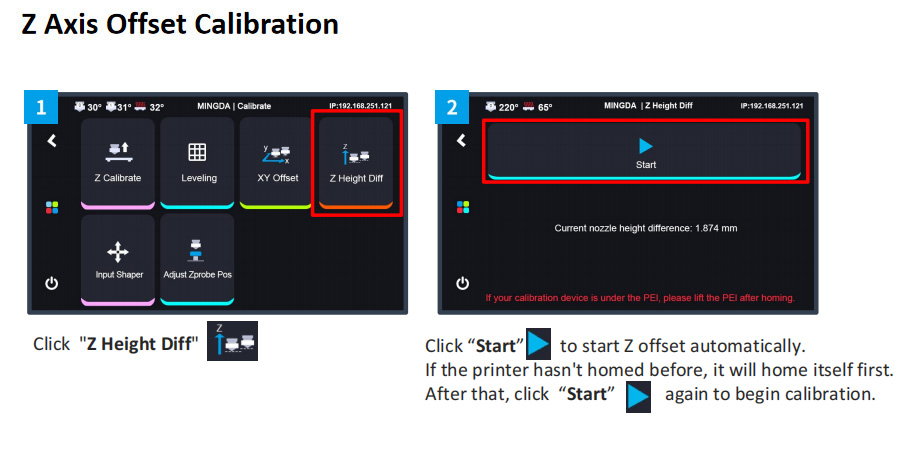 Z Axis Offset Calibration
1
30° 31° 32° MINGDA | Calibrate IP:192.168.251.121
Z y x Z
Z Calibrate Leveling XY Offset Z Height Diff
Input Shaper Adjust Zprobe Pos
Click "Z Height Diff" Z
2
220° 65° MINGDA | Z Height Diff IP:192.168.251.121
Start
Current nozzle height difference: 1.874 mm
If your calibration device is under the PEI, please lift the PEI after homing.
Click “Start” to start Z offset automatically.
If the printer hasn't homed before, it will home itself first.
After that, click “Start” again to begin calibration.